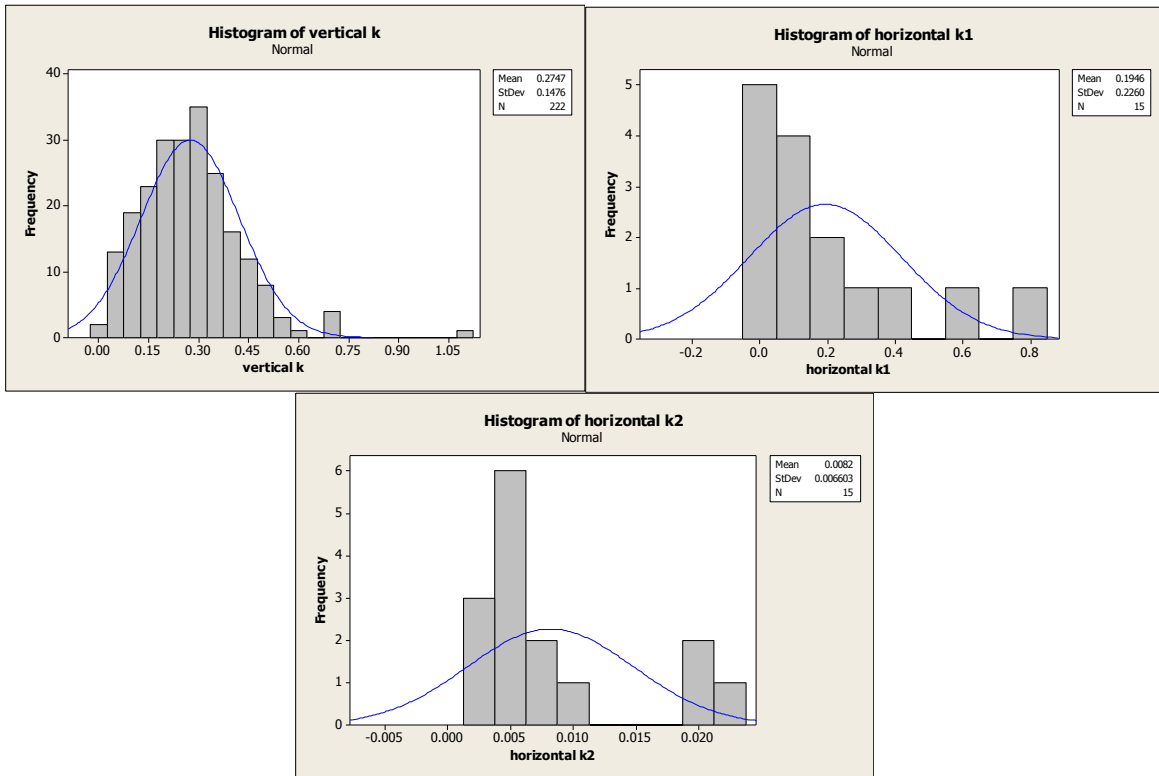 Histogram of vertical k
Normal
Mean 0.2747
StDev 0.1476
N 222
40
30
20
10
0
Frequency
0.00 0.15 0.30 0.45 0.60 0.75 0.90 1.05
vertical k
Histogram of horizontal k1
Normal
Mean 0.1946
StDev 0.2260
N 15
5
4
3
2
1
0
Frequency
-0.2 0.0 0.2 0.4 0.6 0.8
horizontal k1
Histogram of horizontal k2
Normal
Mean 0.0082
StDev 0.006603
N 15
6
5
4
3
2
1
0
Frequency
-0.005 0.000 0.005 0.010 0.015 0.020
horizontal k2